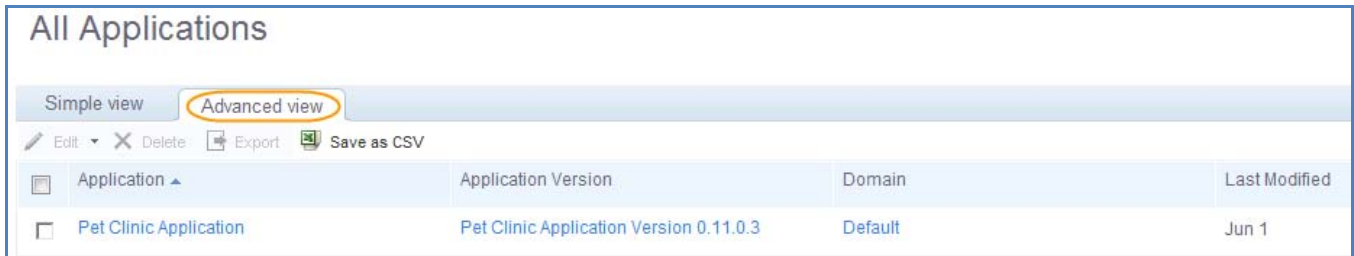 All Applications
Simple view Advanced view
Edit Delete Export Save as CSV
Application Application Version Domain Last Modified
Pet Clinic Application Pet Clinic Application Version 0.11.0.3 Default Jun 1